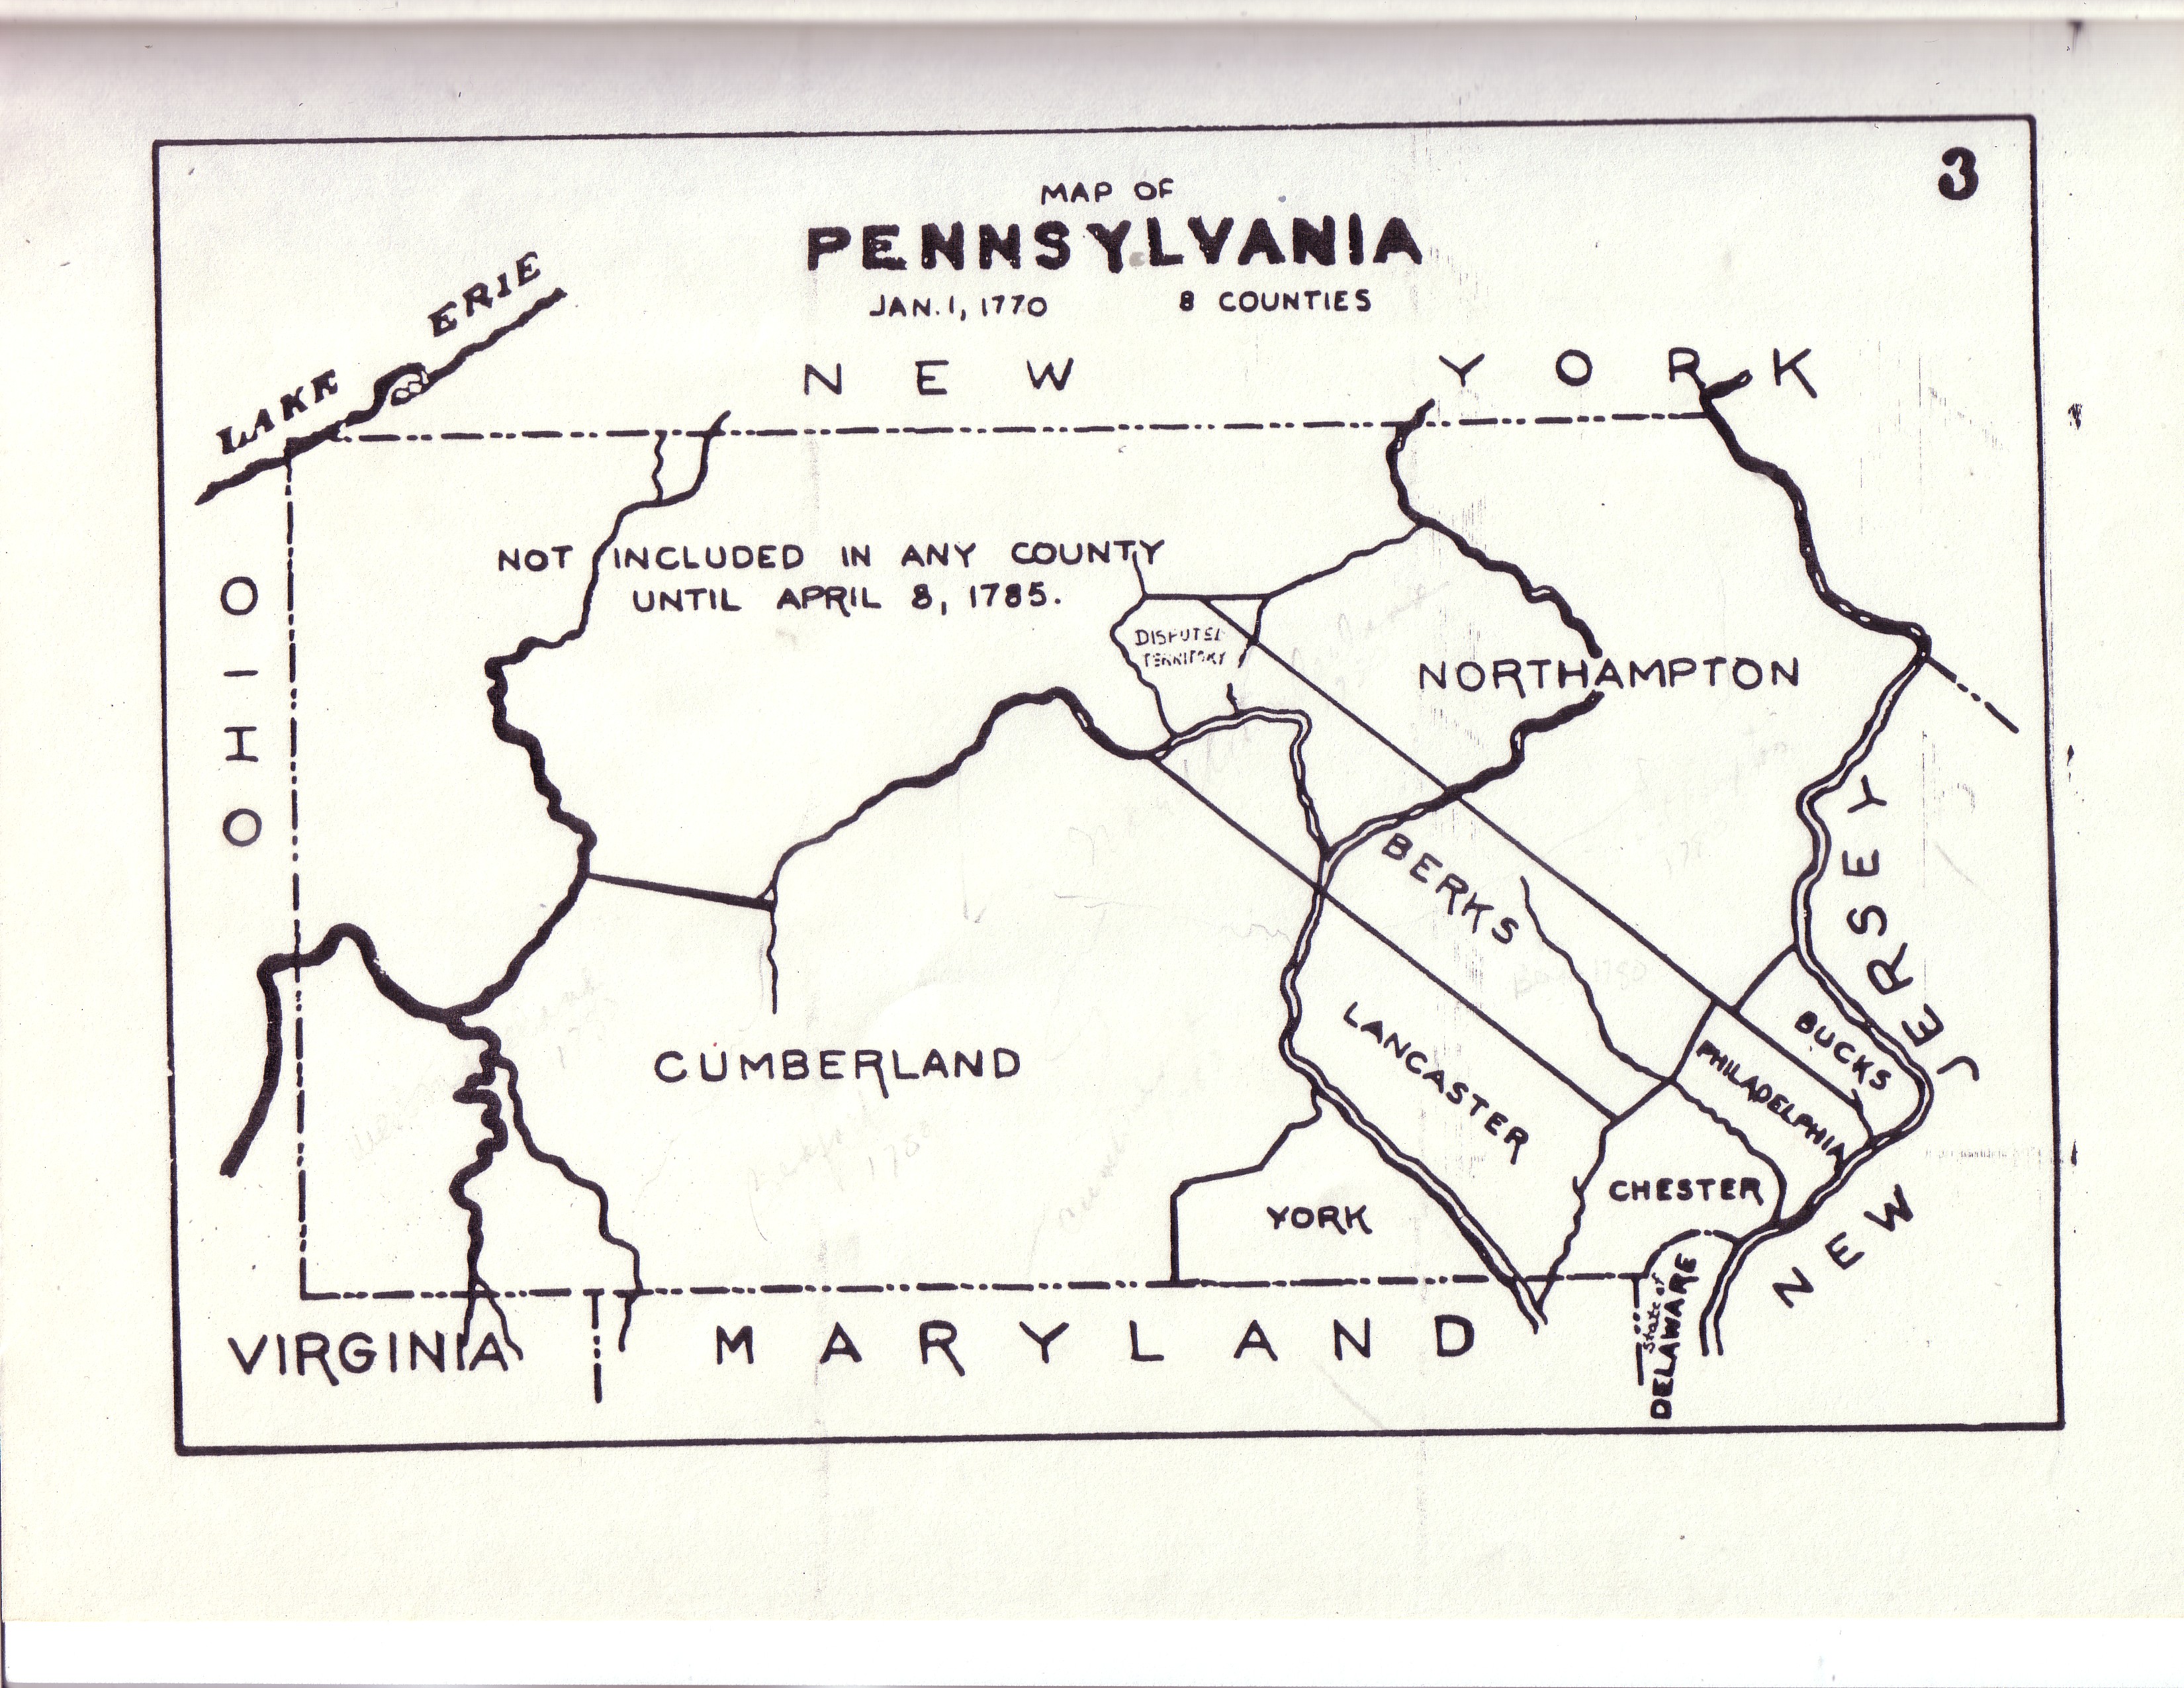 3
MAP OF
PENNSYLVANIA
JAN. 1, 1770 8 COUNTIES
LAKE ERIE
NEW YORK
OHIO
NOT INCLUDED IN ANY COUNTY
UNTIL APRIL 8, 1785.
DISPUTED
TERRITORY
NORTHAMPTON
BERKS
CUMBERLAND
LANCASTER
BUCKS
PHILADELPHIA
YORK
CHESTER
NEW JERSEY
State of
DELAWARE
VIRGINIA
MARYLAND